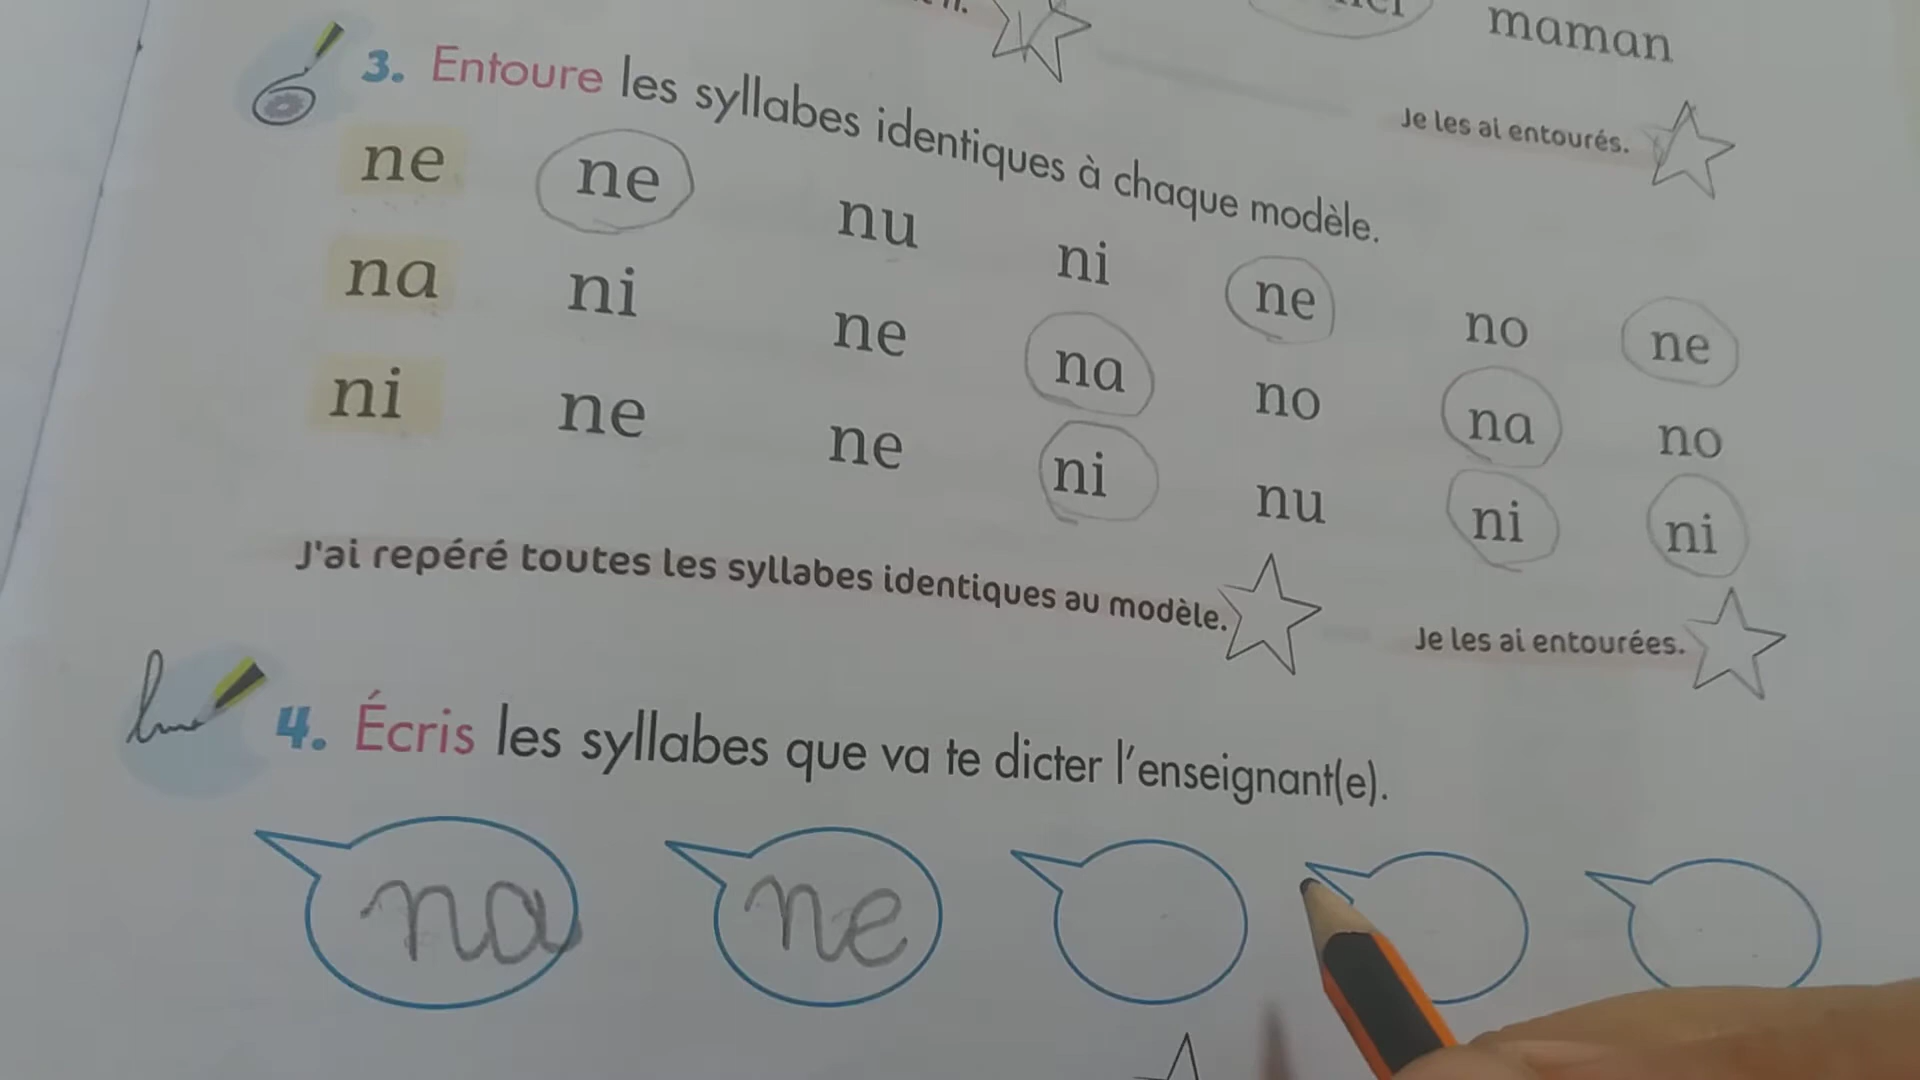 maman
Je les ai entourés.
3. Entoure les syllabes identiques à chaque modèle.
ne ne nu ni ne no ne
na ni ne na no na no
ni ne ne ni nu ni ni
J'ai repéré toutes les syllabes identiques au modèle.
Je les ai entourées.
4. Écris les syllabes que va te dicter l'enseignant(e).
na ne